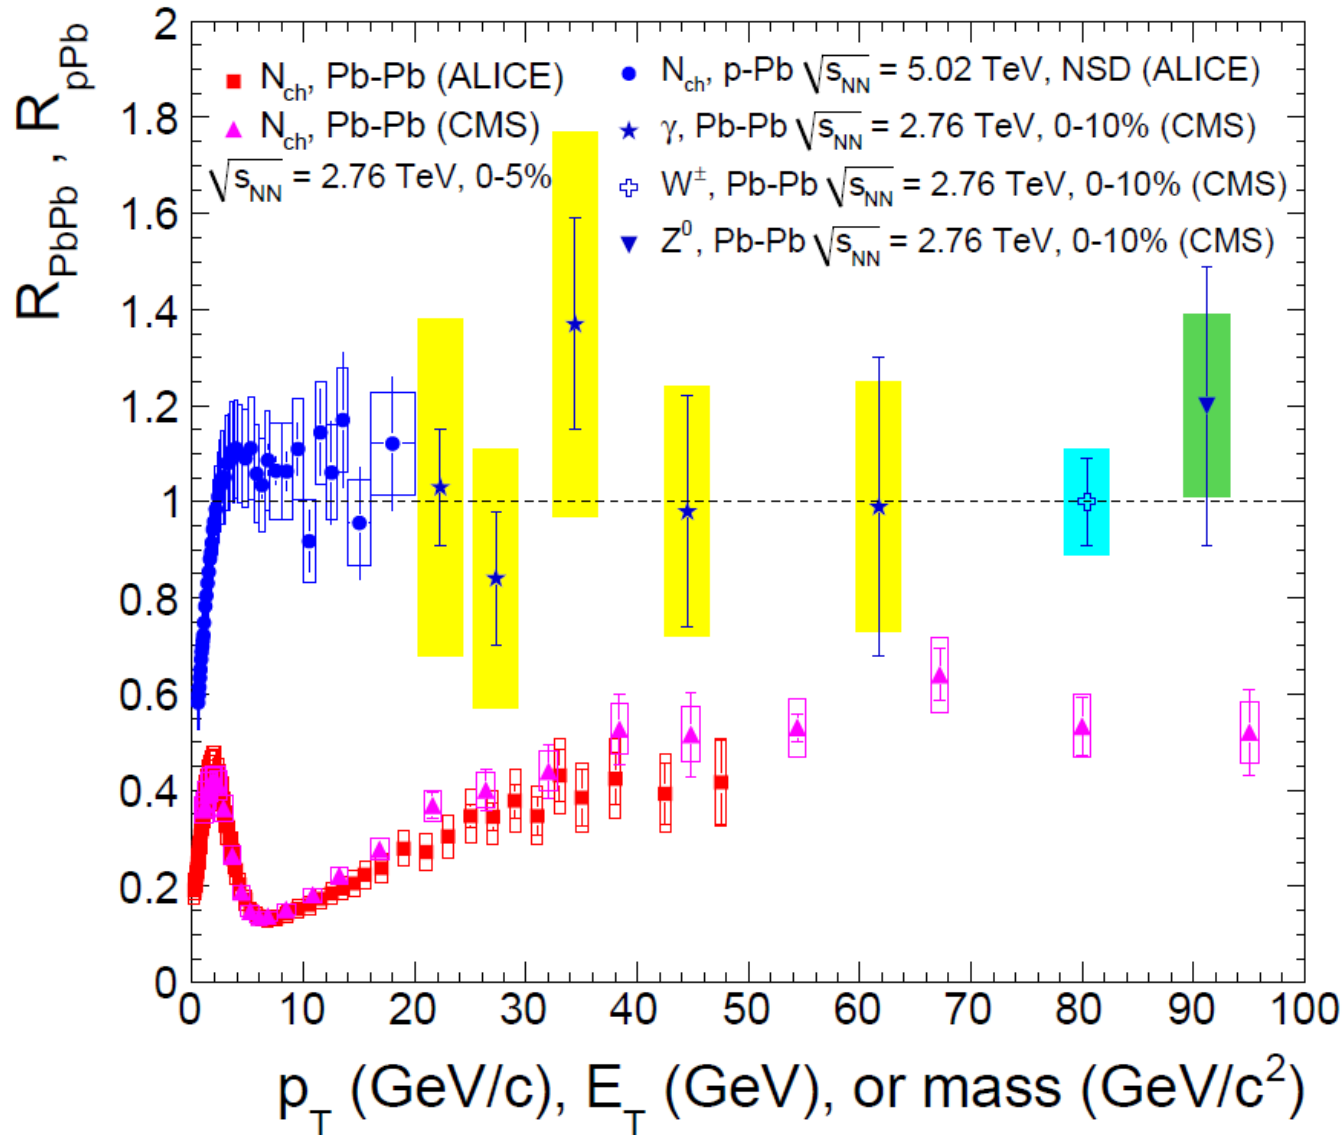 R_PbPb , R_pPb
2
1.8
1.6
1.4
1.2
1
0.8
0.6
0.4
0.2
0
N_ch, Pb-Pb (ALICE)
N_ch, Pb-Pb (CMS)
√s_NN = 2.76 TeV, 0-5%
N_ch, p-Pb √s_NN = 5.02 TeV, NSD (ALICE)
γ, Pb-Pb √s_NN = 2.76 TeV, 0-10% (CMS)
W^±, Pb-Pb √s_NN = 2.76 TeV, 0-10% (CMS)
Z^0, Pb-Pb √s_NN = 2.76 TeV, 0-10% (CMS)
0 10 20 30 40 50 60 70 80 90 100
p_T (GeV/c), E_T (GeV), or mass (GeV/c²)